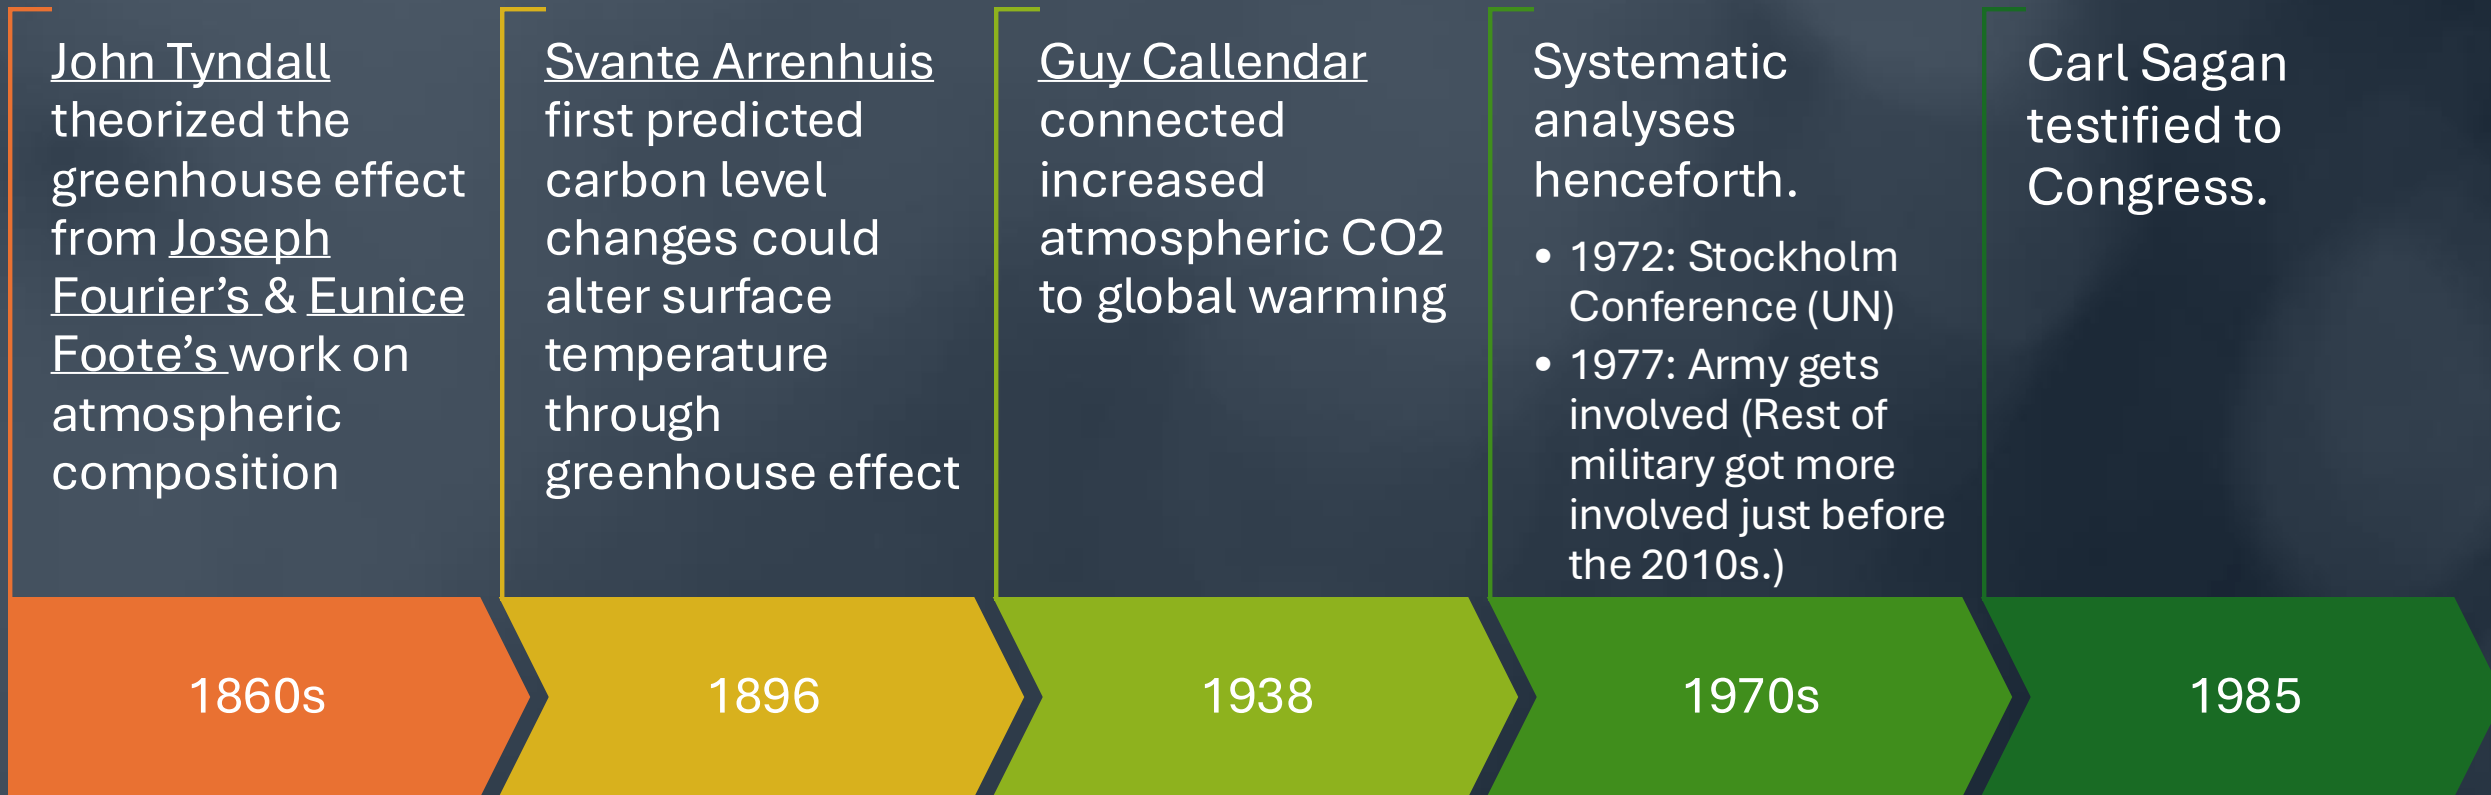 John Tyndall
theorized the
greenhouse effect
from Joseph
Fourier’s & Eunice
Foote’s work on
atmospheric
composition
Svante Arrenhuis
first predicted
carbon level
changes could
alter surface
temperature
through
greenhouse effect
Guy Callendar
connected
increased
atmospheric CO2
to global warming
Systematic
analyses
henceforth.
• 1972: Stockholm
Conference (UN)
• 1977: Army gets
involved (Rest of
military got more
involved just before
the 2010s.)
Carl Sagan
testified to
Congress.
1860s
1896
1938
1970s
1985